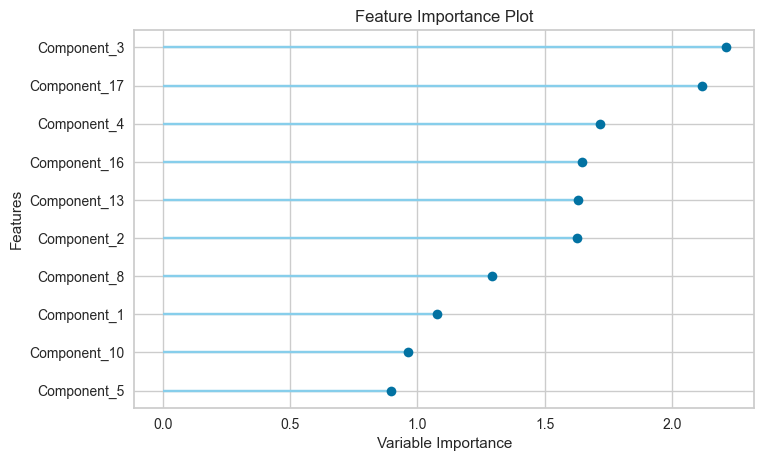 Feature Importance Plot
Component_3
Component_17
Component_4
Component_16
Component_13
Component_2
Component_8
Component_1
Component_10
Component_5
Features
0.0 0.5 1.0 1.5 2.0
Variable Importance